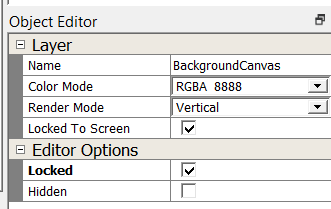 Object Editor
Layer
Name BackgroundCanvas
Color Mode RGBA 8888
Render Mode Vertical
Locked To Screen
Editor Options
Locked
Hidden